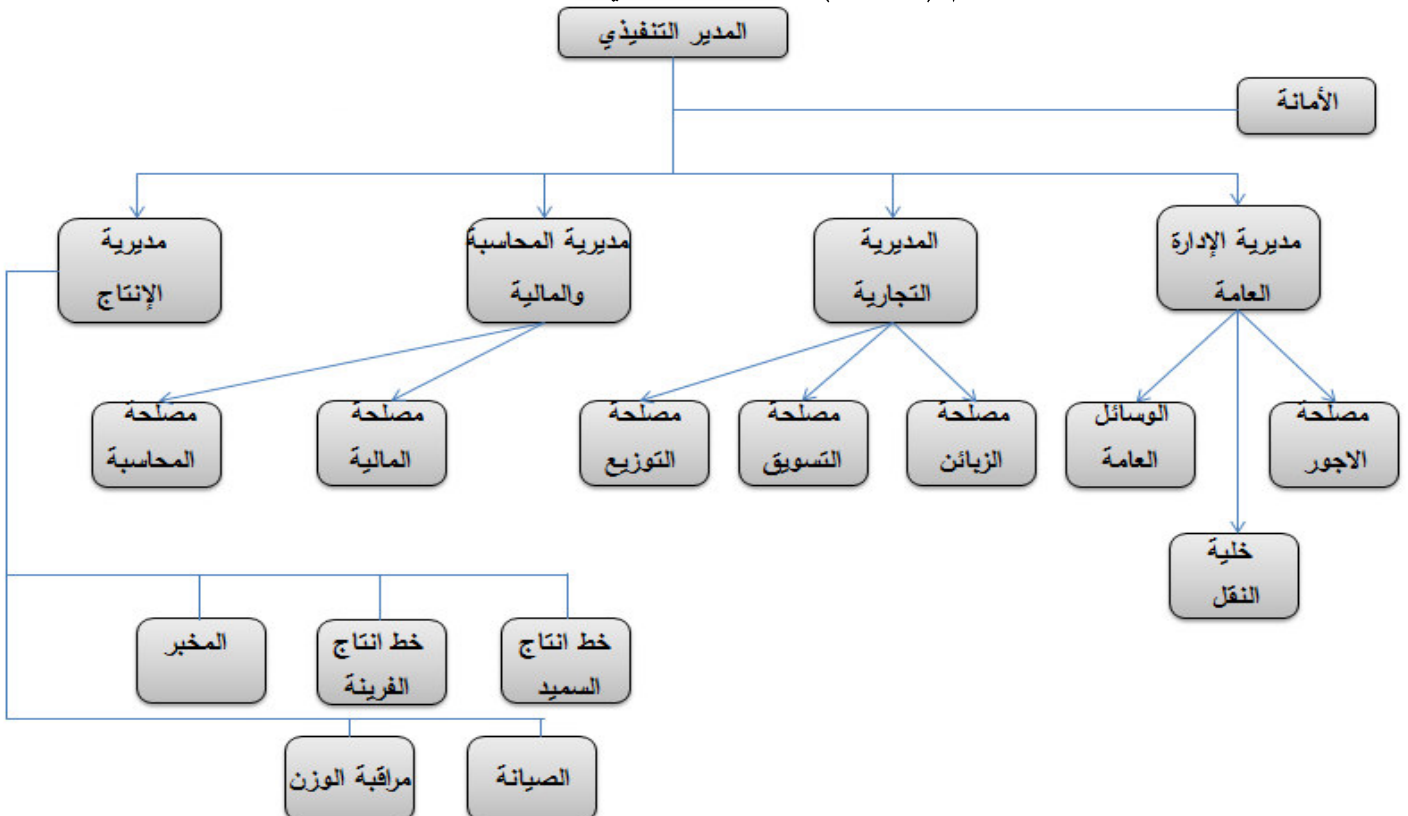 المدير التنفيذي
الأمانة
مديرية الإدارة
العامة
المديرية
التجارية
مديرية المحاسبة
والمالية
مديرية
الإنتاج
مصلحة
الاجور
الوسائل
العامة
مصلحة
الزبائن
مصلحة
التسويق
مصلحة
التوزيع
مصلحة
المالية
مصلحة
المحاسبة
خلية
النقل
خط انتاج
السميد
خط انتاج
الفرينة
المخبر
الصيانة
مراقبة الوزن